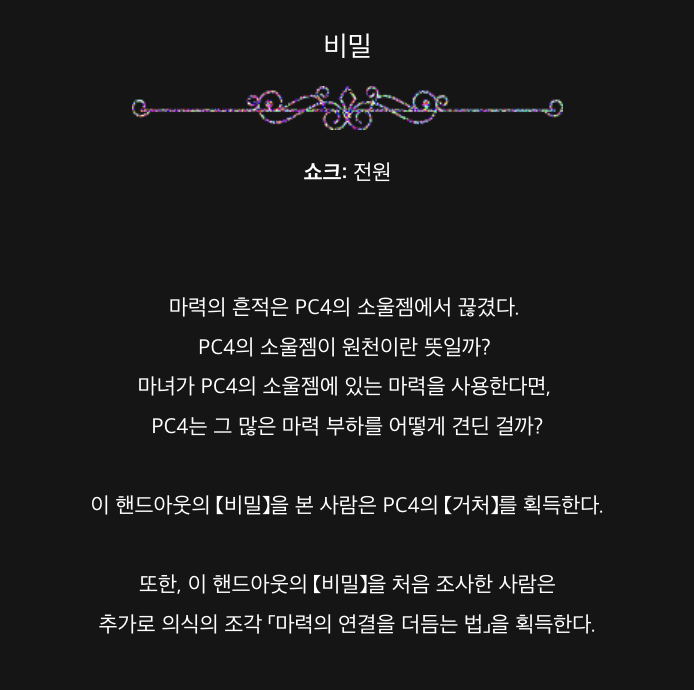 비밀
쇼크: 전원
마력의 흔적은 PC4의 소울젬에서 끊겼다.
PC4의 소울젬이 원천이란 뜻일까?
마녀가 PC4의 소울젬에 있는 마력을 사용한다면,
PC4는 그 많은 마력 부하를 어떻게 견딘 걸까?
이 핸드아웃의【비밀】을 본 사람은 PC4의【거처】를 획득한다.
또한, 이 핸드아웃의【비밀】을 처음 조사한 사람은
추가로 의식의 조각「마력의 연결을 더듬는 법」을 획득한다.